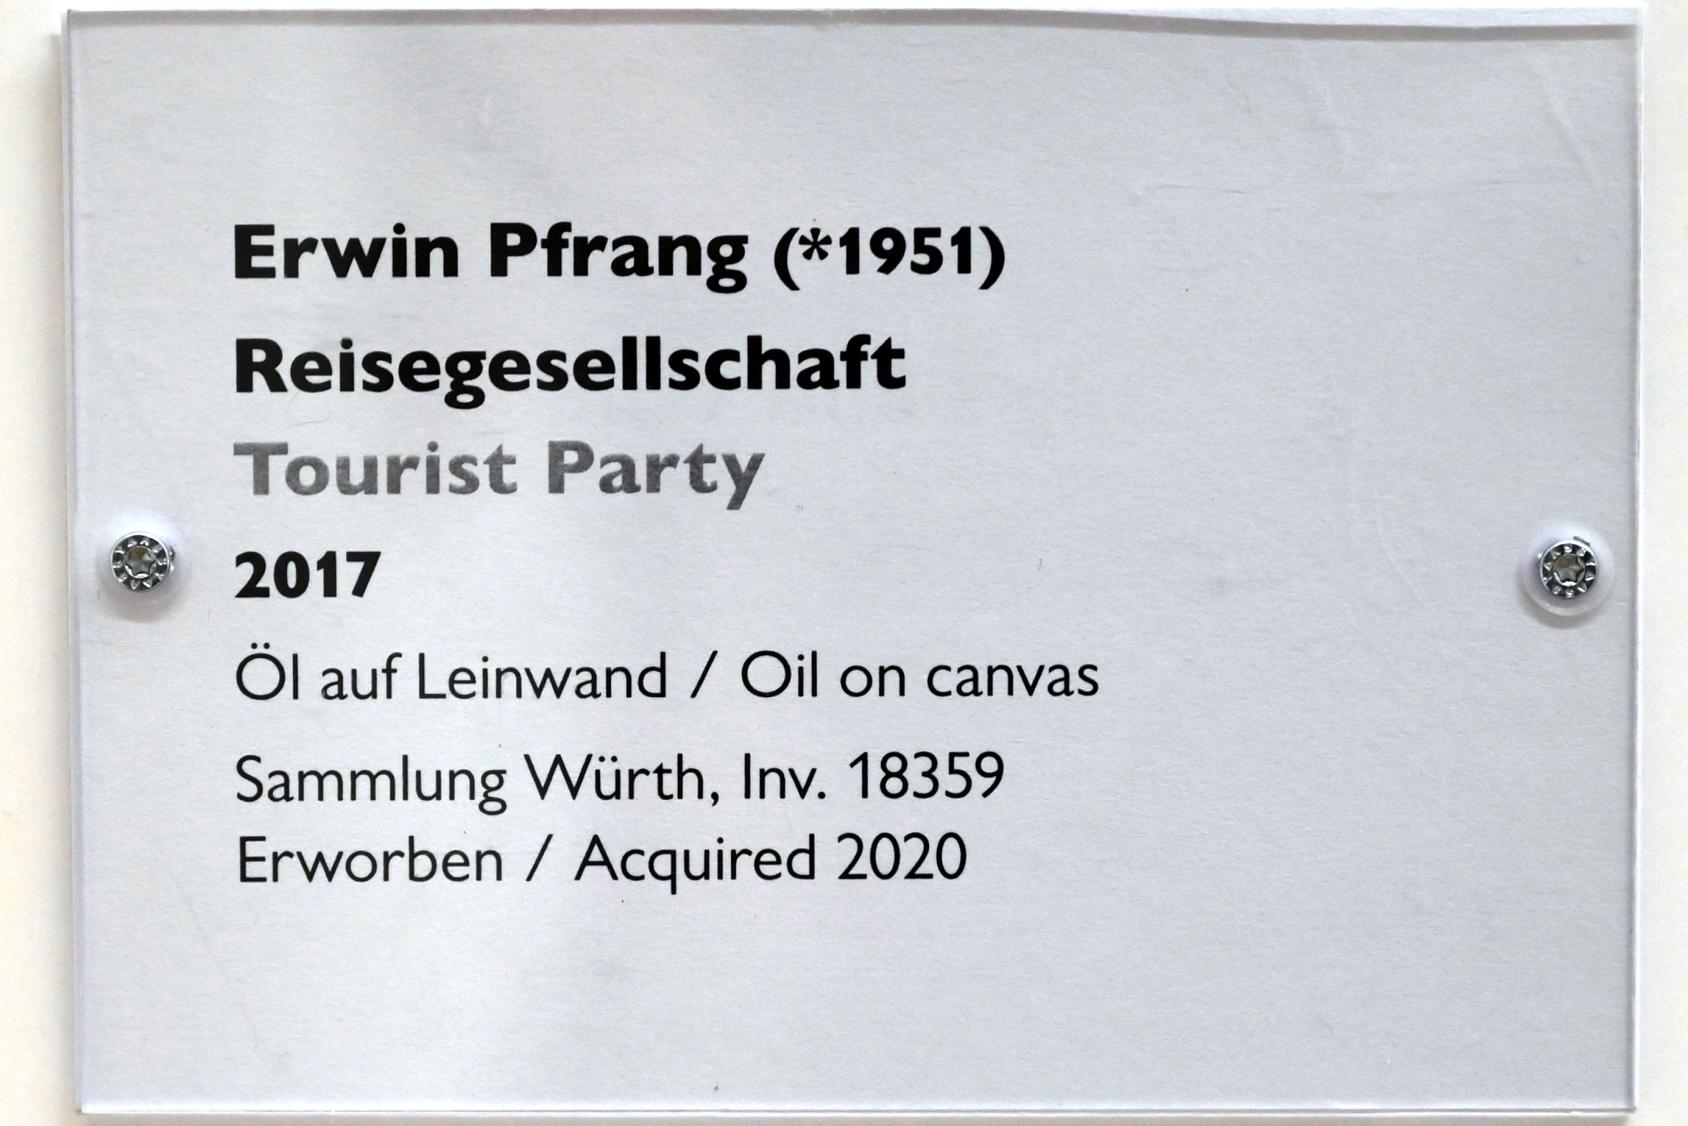 Erwin Pfrang (*1951)
Reisegesellschaft
Tourist Party
2017
Öl auf Leinwand / Oil on canvas
Sammlung Würth, Inv. 18359
Erworben / Acquired 2020